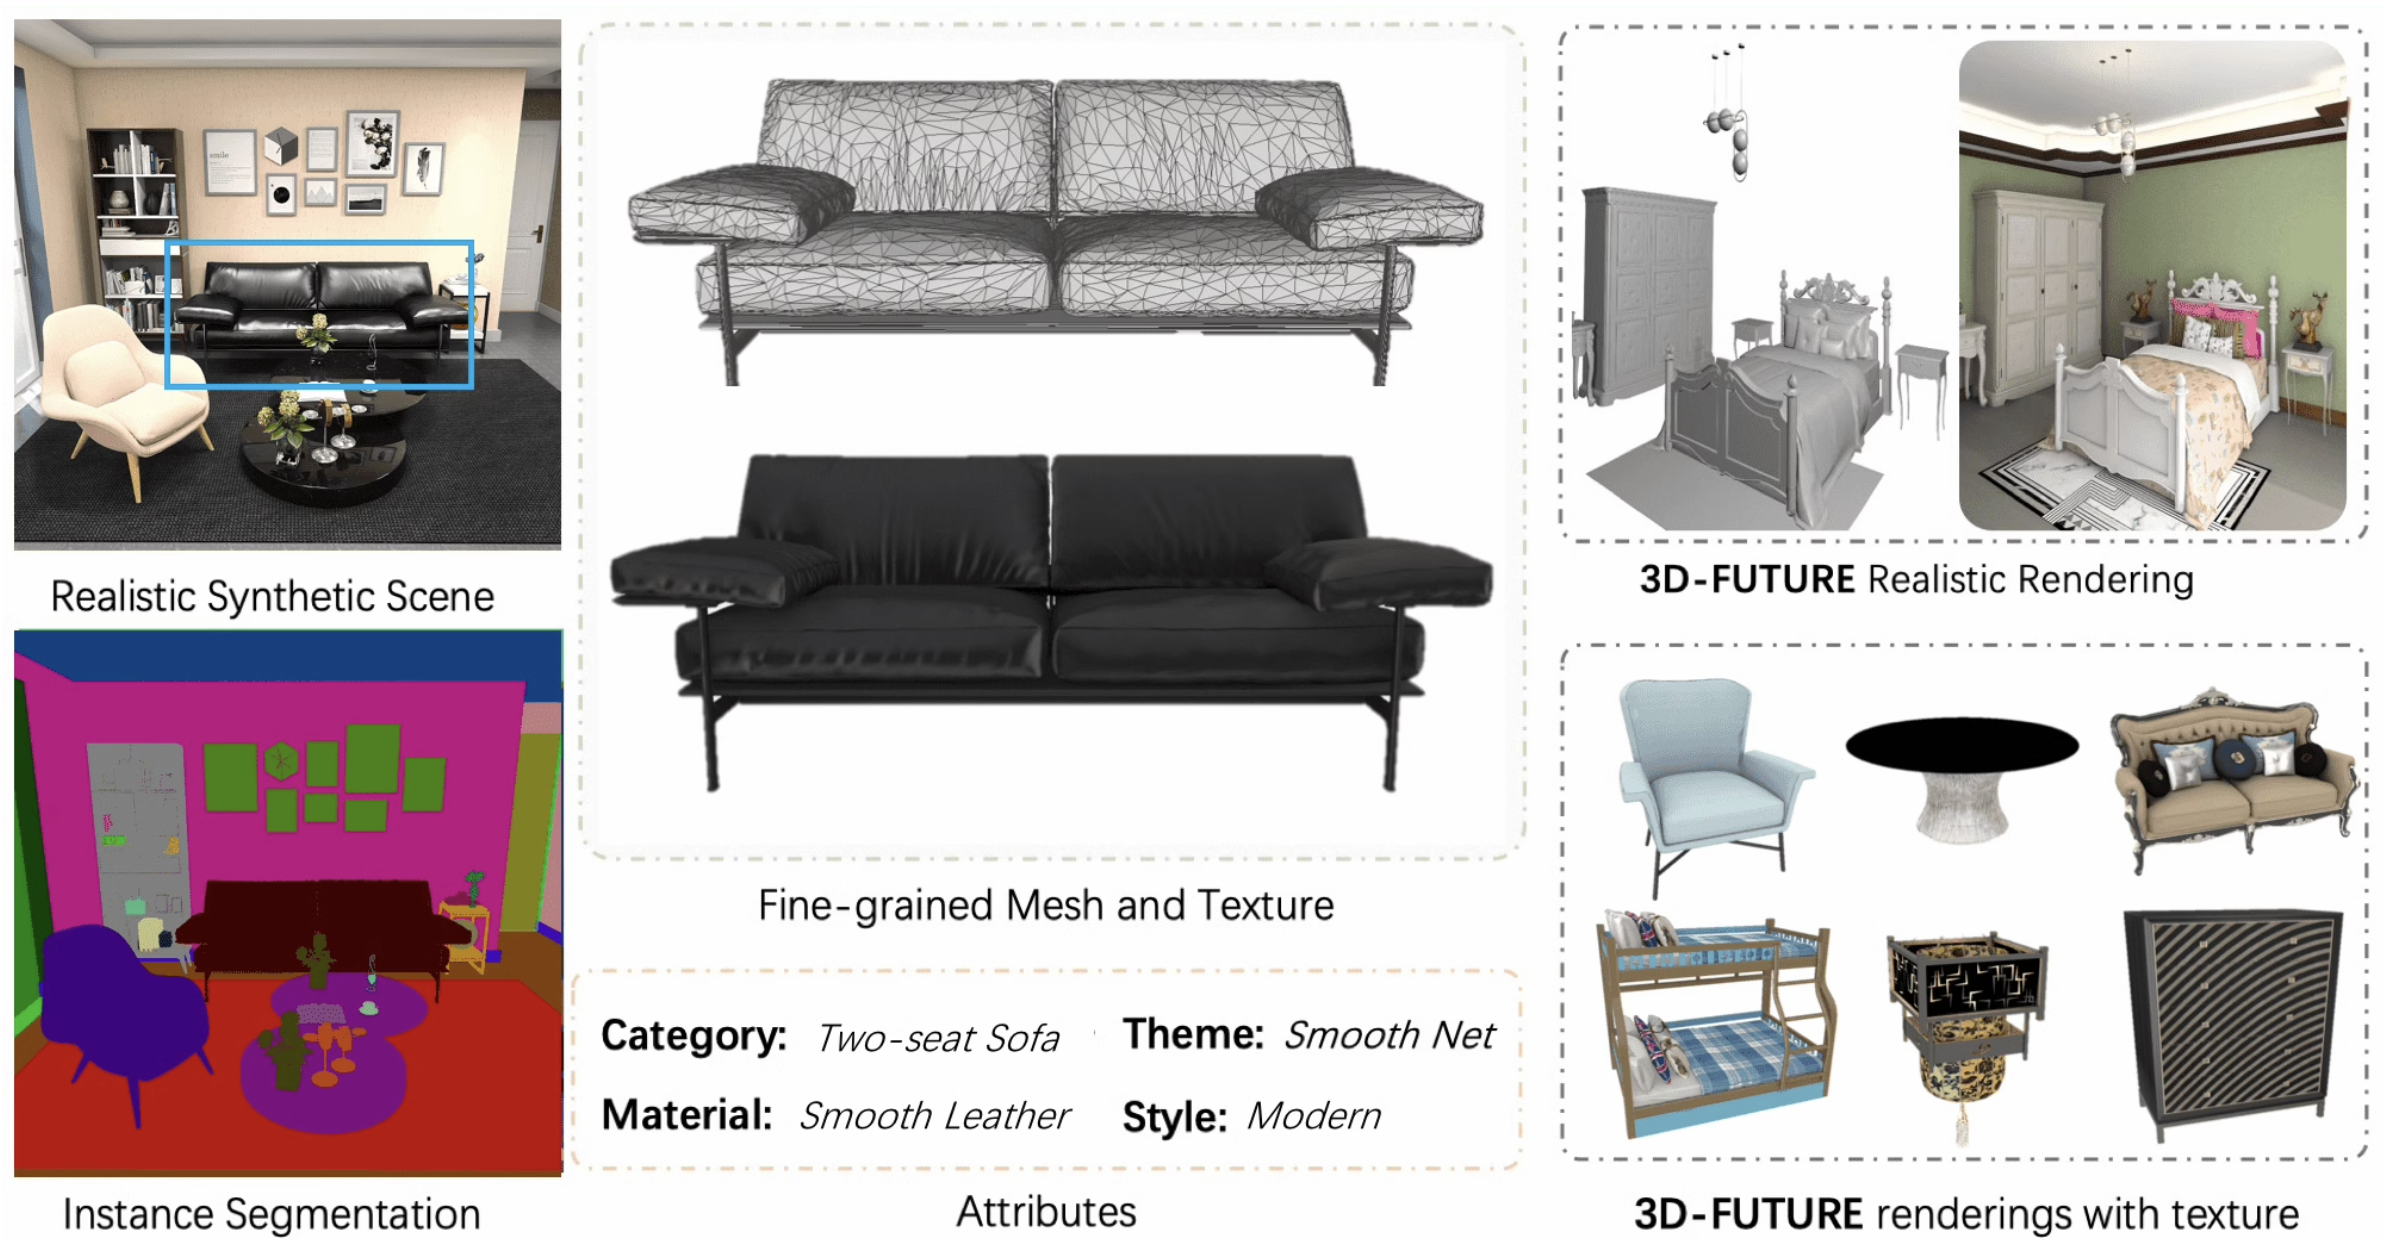 smile
Realistic Synthetic Scene
Instance Segmentation
Fine-grained Mesh and Texture
Category: Two-seat Sofa
Theme: Smooth Net
Material: Smooth Leather
Style: Modern
Attributes
3D-FUTURE Realistic Rendering
3D-FUTURE renderings with texture